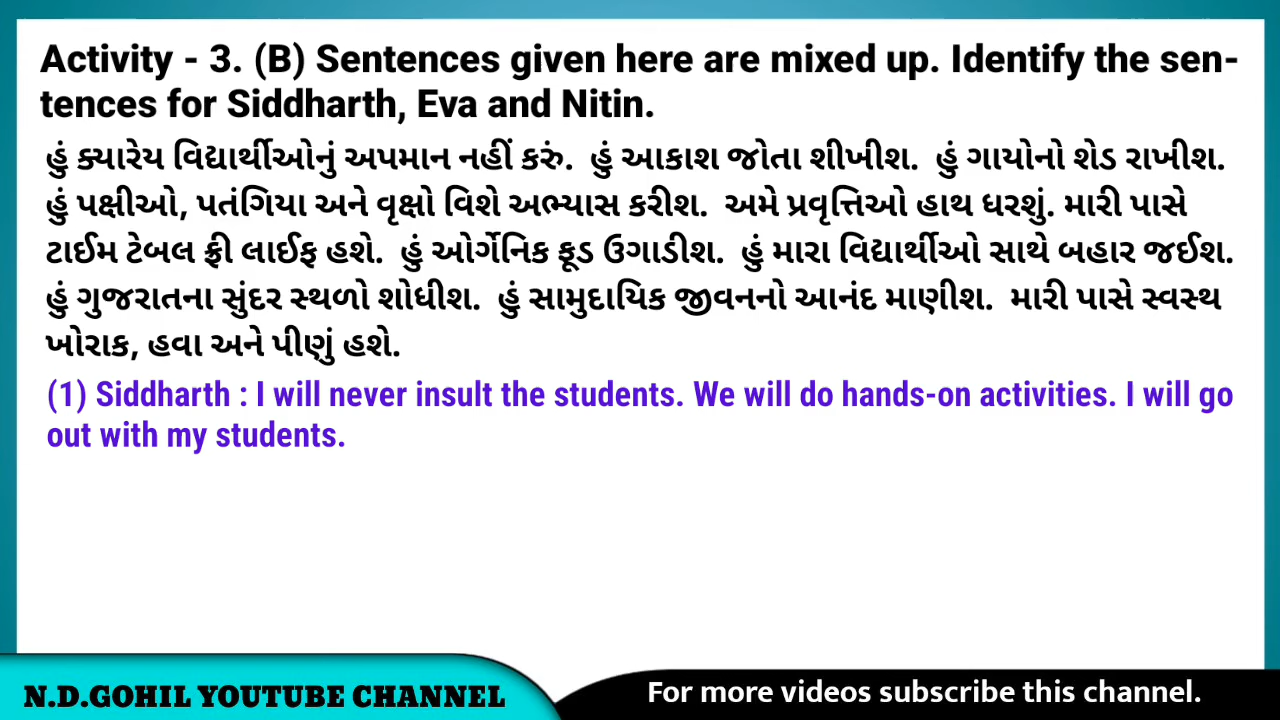 Activity - 3. (B) Sentences given here are mixed up. Identify the sen-
tences for Siddharth, Eva and Nitin.
હું ક્યારેય વિદ્યાર્થીઓનું અપમાન નહીં કરું. હું આકાશ જોતા શીખીશ. હું ગાયોનો શેડ રાખીશ.
હું પક્ષીઓ, પતંગિયા અને વૃક્ષો વિશે અભ્યાસ કરીશ. અમે પ્રવૃત્તિઓ હાથ ધરશું. મારી પાસે
ટાઈમ ટેબલ ફ્રી લાઈફ હશે. હું ઓર્ગેનિક ફૂડ ઉગાડીશ. હું મારા વિદ્યાર્થીઓ સાથે બહાર જઈશ.
હું ગુજરાતના સુંદર સ્થળો શોધીશ. હું સામુદાયિક જીવનનો આનંદ માણીશ. મારી પાસે સ્વસ્થ
ખોરાક, હવા અને પીણું હશે.
(1) Siddharth : I will never insult the students. We will do hands-on activities. I will go
out with my students.
N.D.GOHIL YOUTUBE CHANNEL
For more videos subscribe this channel.